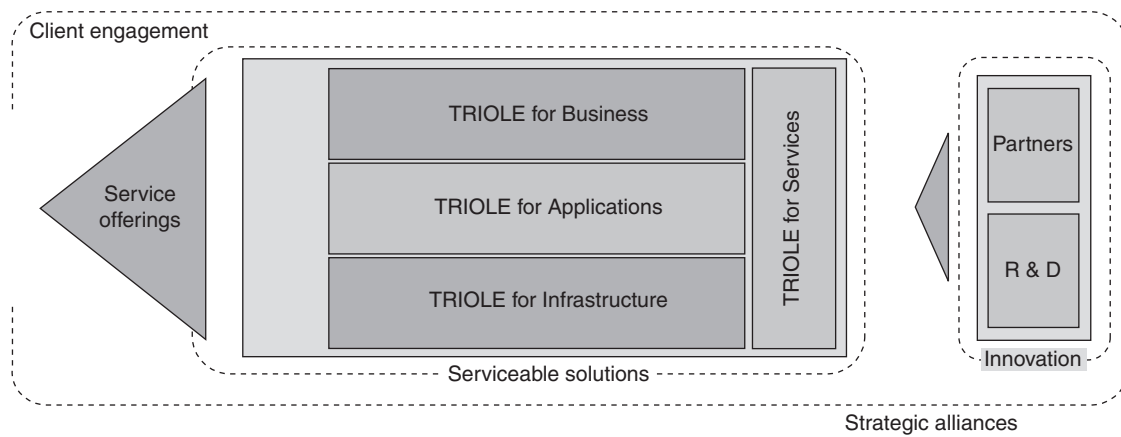 Client engagement
Service
offerings
TRIOLE for Business
TRIOLE for Applications
TRIOLE for Infrastructure
TRIOLE for Services
Serviceable solutions
Partners
R & D
Innovation
Strategic alliances